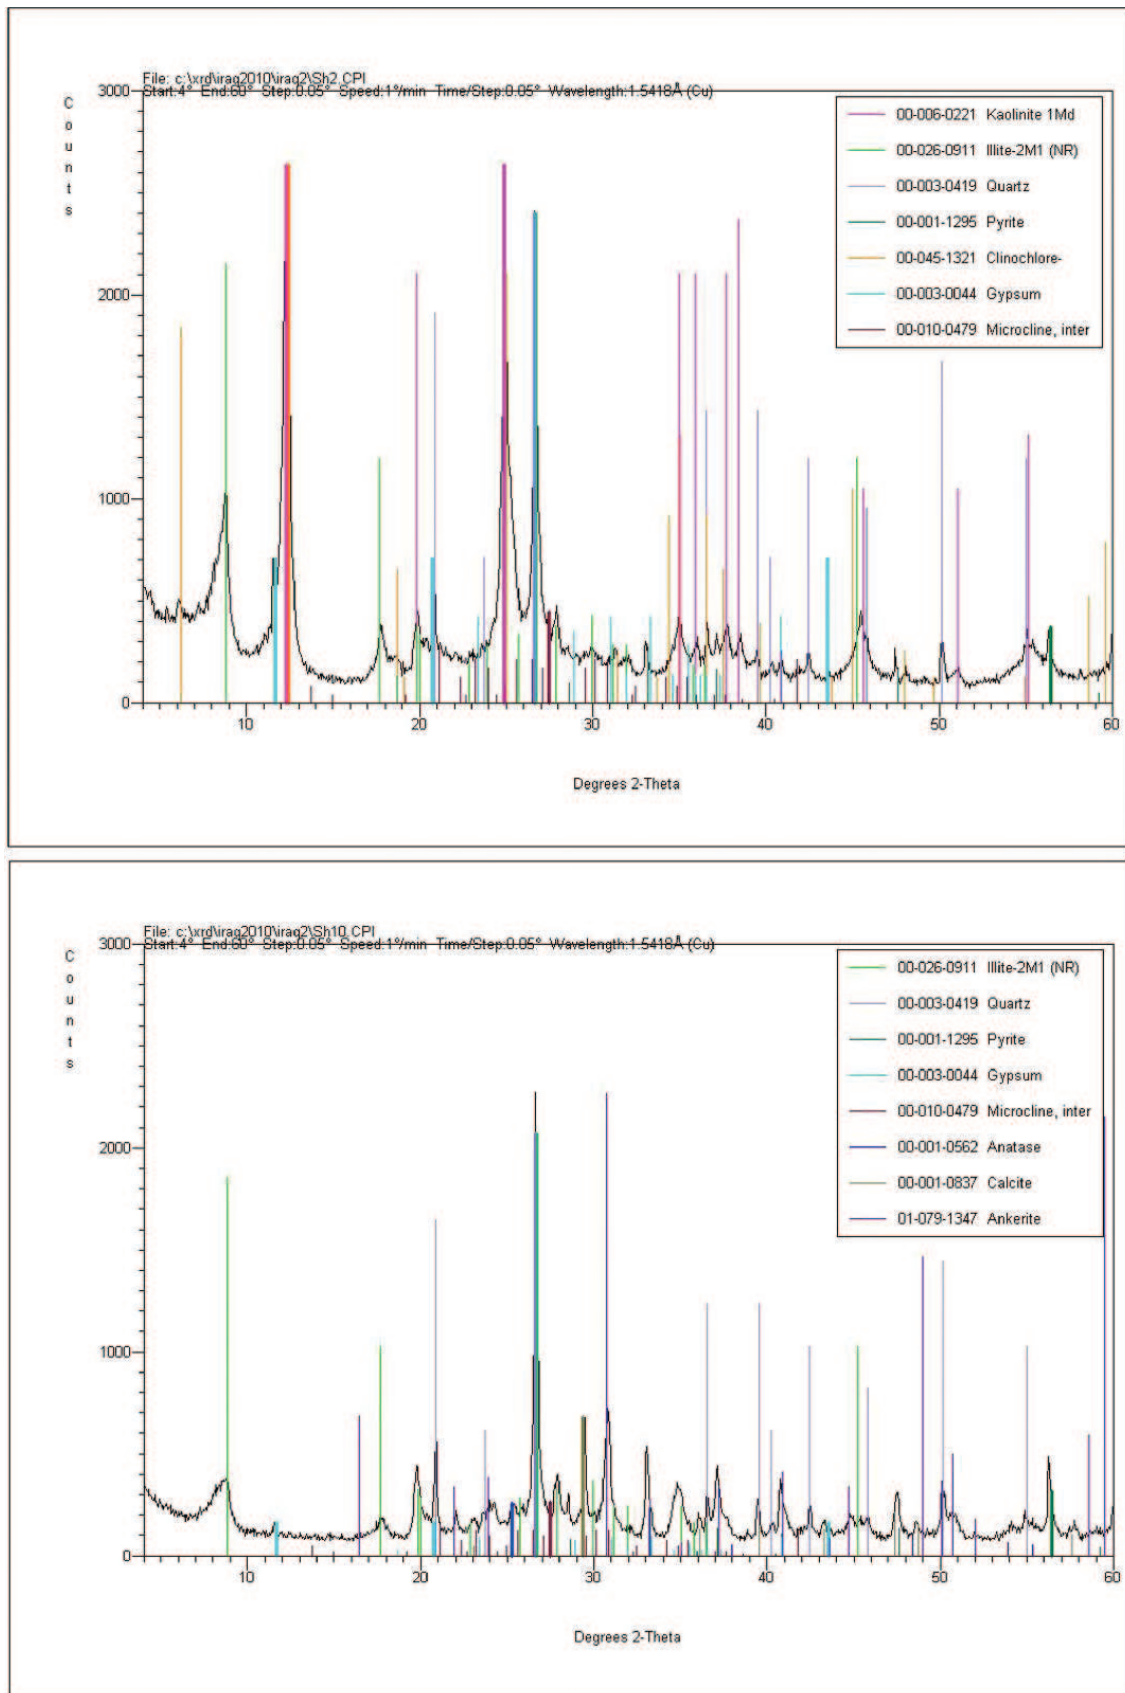 File: c:\xrd\iraq2010\iraq2\Sh2.CPI
Start:4° End:60° Step:0.05° Speed:1°/min Time/Step:0.05° Wavelength:1.5418Å (Cu)
Counts
3000
2000
1000
0
00-006-0221 Kaolinite 1Md
00-026-0911 Illite-2M1 (NR)
00-003-0419 Quartz
00-001-1295 Pyrite
00-045-1321 Clinochlore-
00-003-0044 Gypsum
00-010-0479 Microcline, inter
10 20 30 40 50 60
Degrees 2-Theta
File: c:\xrd\iraq2010\iraq2\Sh10.CPI
Start:4° End:60° Step:0.05° Speed:1°/min Time/Step:0.05° Wavelength:1.5418Å (Cu)
Counts
3000
2000
1000
0
00-026-0911 Illite-2M1 (NR)
00-003-0419 Quartz
00-001-1295 Pyrite
00-003-0044 Gypsum
00-010-0479 Microcline, inter
00-001-0562 Anatase
00-001-0837 Calcite
01-079-1347 Ankerite
10 20 30 40 50 60
Degrees 2-Theta